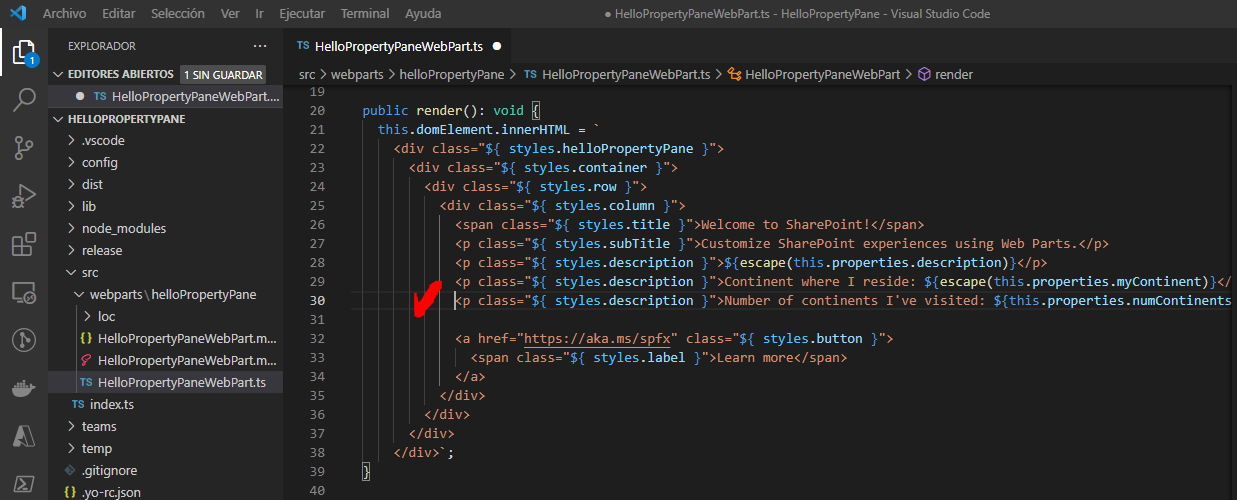 Archivo Editar Selección Ver Ir Ejecutar Terminal Ayuda ● HelloPropertyPaneWebPart.ts - HelloPropertyPane - Visual Studio Code
EXPLORADOR ···
EDITORES ABIERTOS 1 SIN GUARDAR
● TS HelloPropertyPaneWebPart....
HELLOPROPERTYPANE
> .vscode
> config
> dist
> lib
> node_modules
> release
src
webparts\helloPropertyPane
> loc
{} HelloPropertyPaneWebPart.m...
HelloPropertyPaneWebPart.m...
TS HelloPropertyPaneWebPart.ts
TS index.ts
> teams
> temp
.gitignore
{} .yo-rc.json
1
TS HelloPropertyPaneWebPart.ts ●
src > webparts > helloPropertyPane > TS HelloPropertyPaneWebPart.ts > HelloPropertyPaneWebPart > render
19
20 public render(): void {
21 this.domElement.innerHTML = `
22 <div class="${ styles.helloPropertyPane }">
23 <div class="${ styles.container }">
24 <div class="${ styles.row }">
25 <div class="${ styles.column }">
26 <span class="${ styles.title }">Welcome to SharePoint!</span>
27 <p class="${ styles.subTitle }">Customize SharePoint experiences using Web Parts.</p>
28 <p class="${ styles.description }">${escape(this.properties.description)}</p>
29 <p class="${ styles.description }">Continent where I reside: ${escape(this.properties.myContinent)}</
30 <p class="${ styles.description }">Number of continents I've visited: ${this.properties.numContinents
31
32 <a href="https://aka.ms/spfx" class="${ styles.button }">
33 <span class="${ styles.label }">Learn more</span>
34 </a>
35 </div>
36 </div>
37 </div>
38 </div>`;
39 }
40